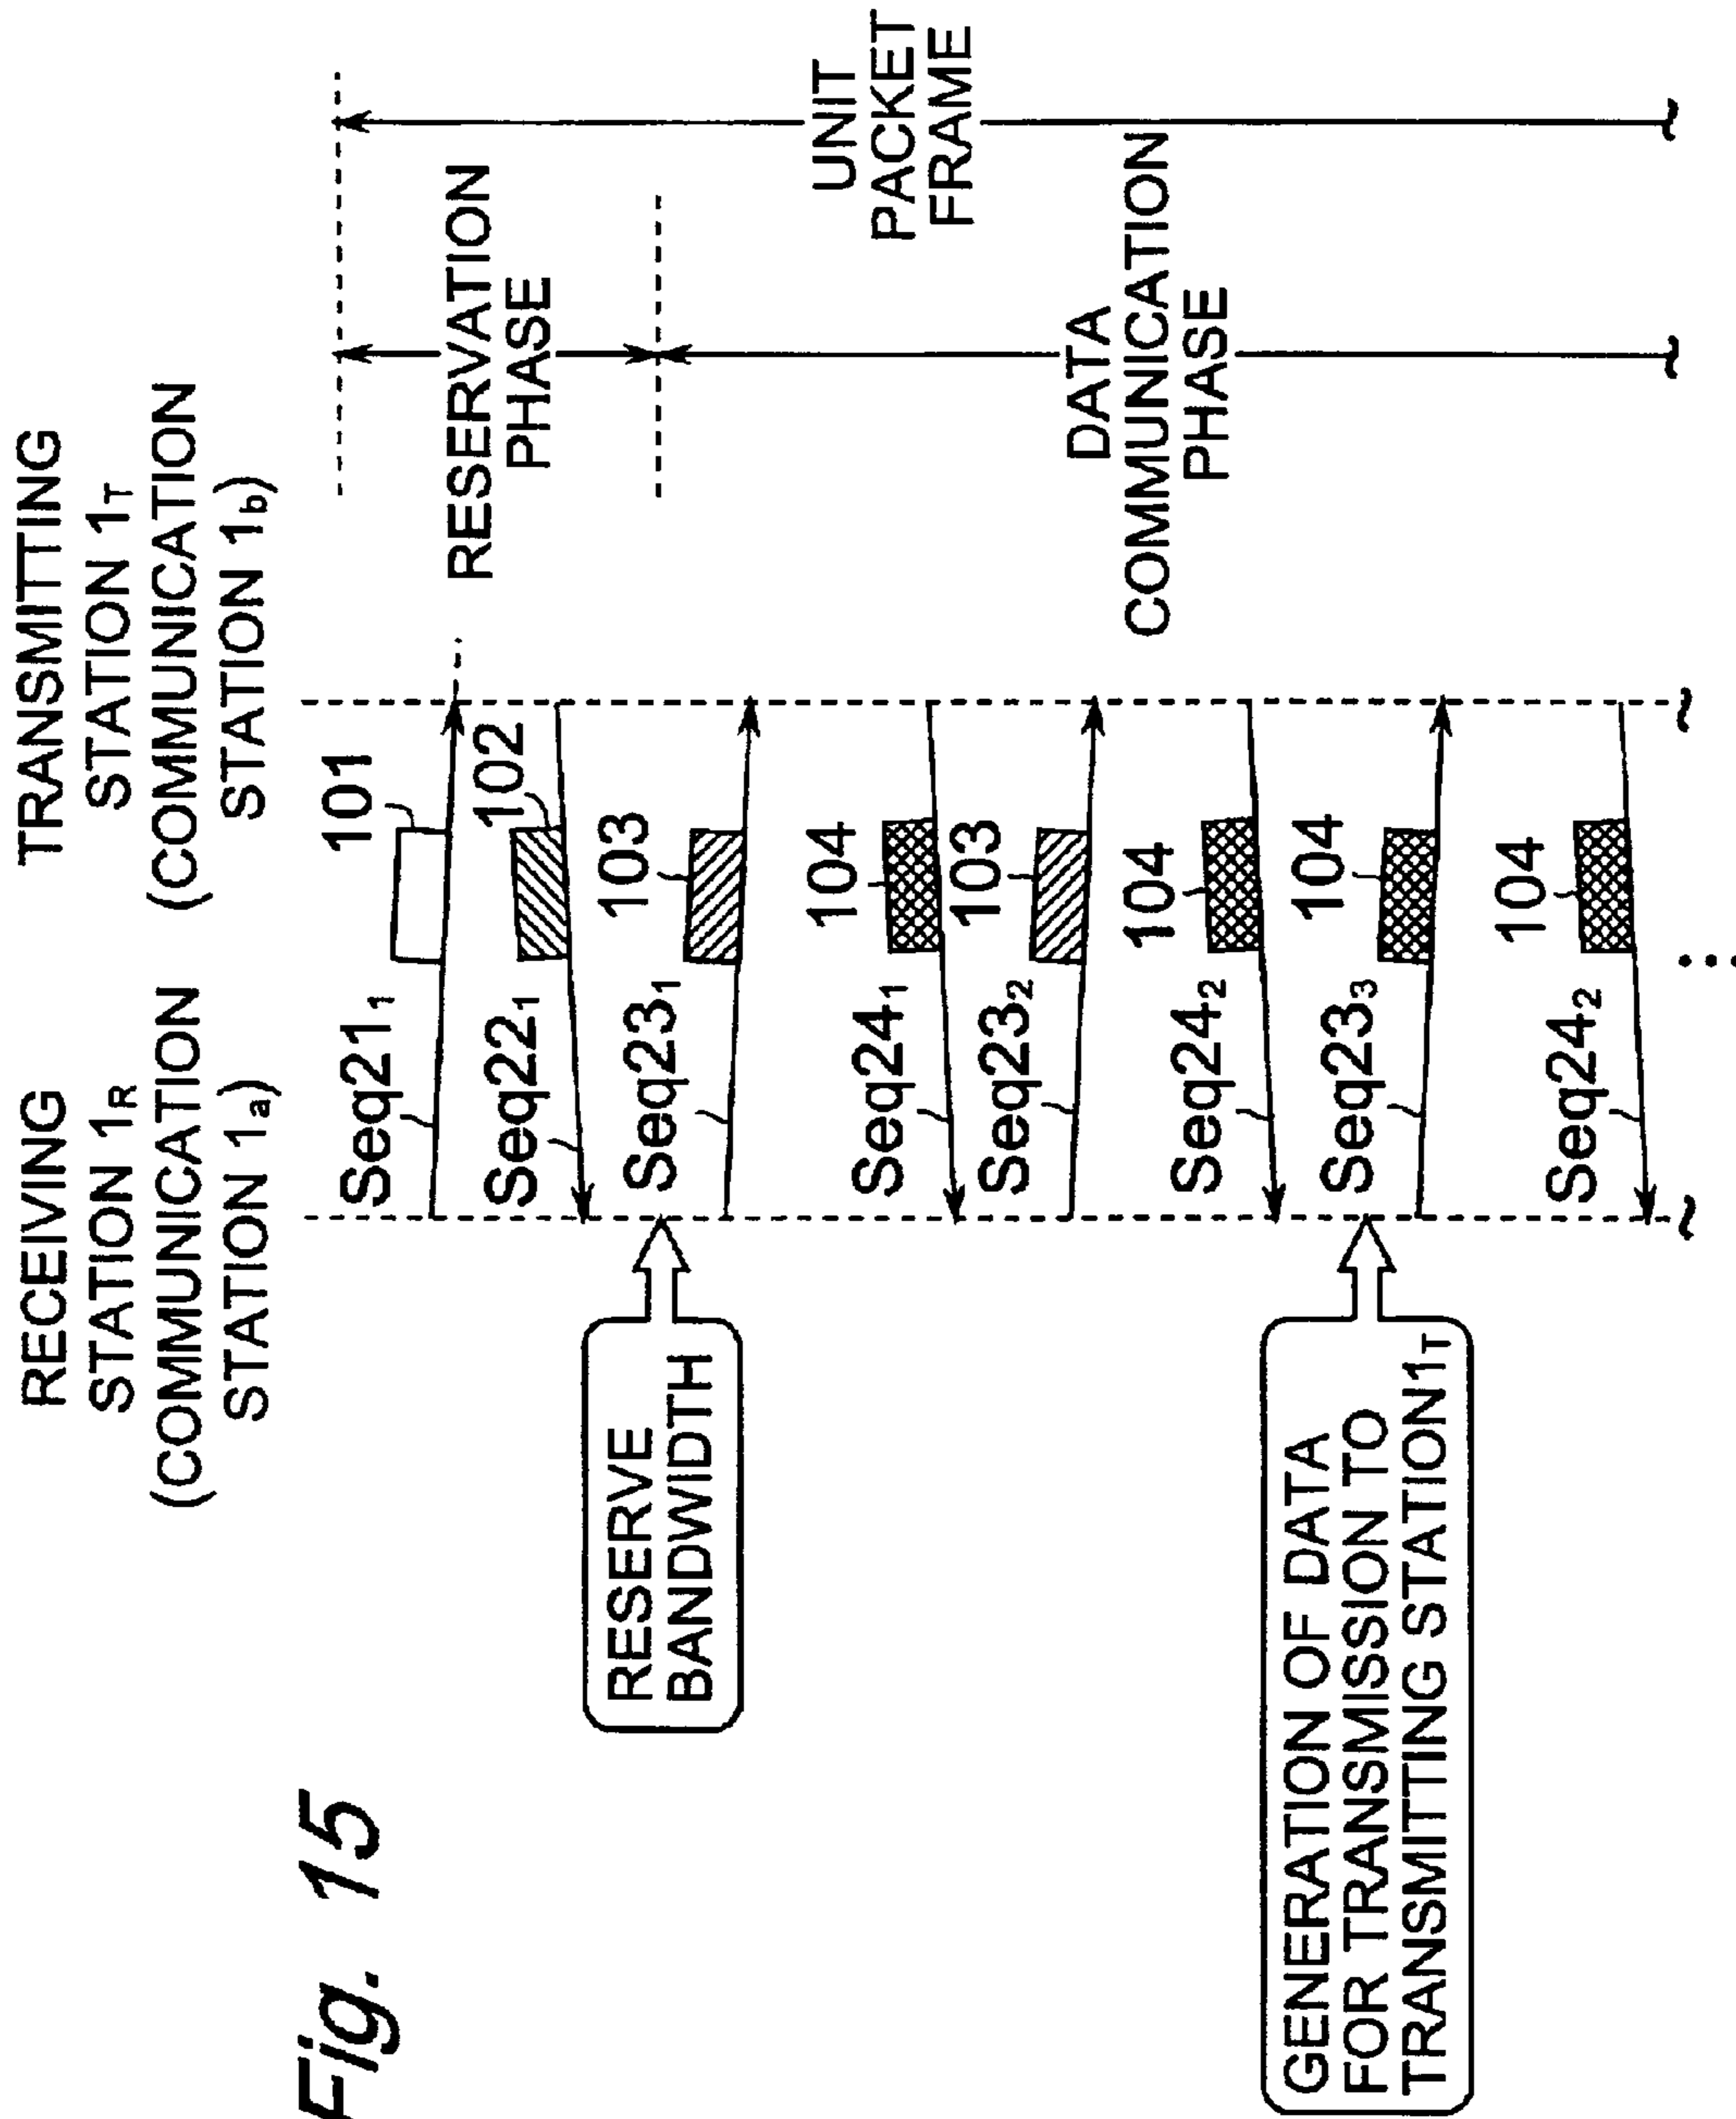 Fig. 15
RECEIVING
STATION 1R
(COMMUNICATION
STATION 1a)
TRANSMITTING
STATION 1T
(COMMUNICATION
STATION 1b)
Seq21₁
101
Seq22₁
102
RESERVE
BANDWIDTH
Seq23₁
103
Seq24₁
104
Seq23₂
103
Seq24₂
104
GENERATION OF DATA
FOR TRANSMISSION TO
TRANSMITTING STATION1T
Seq23₃
104
Seq24₂
104
RESERVATION
PHASE
DATA
COMMUNICATION
PHASE
UNIT
PACKET
FRAME